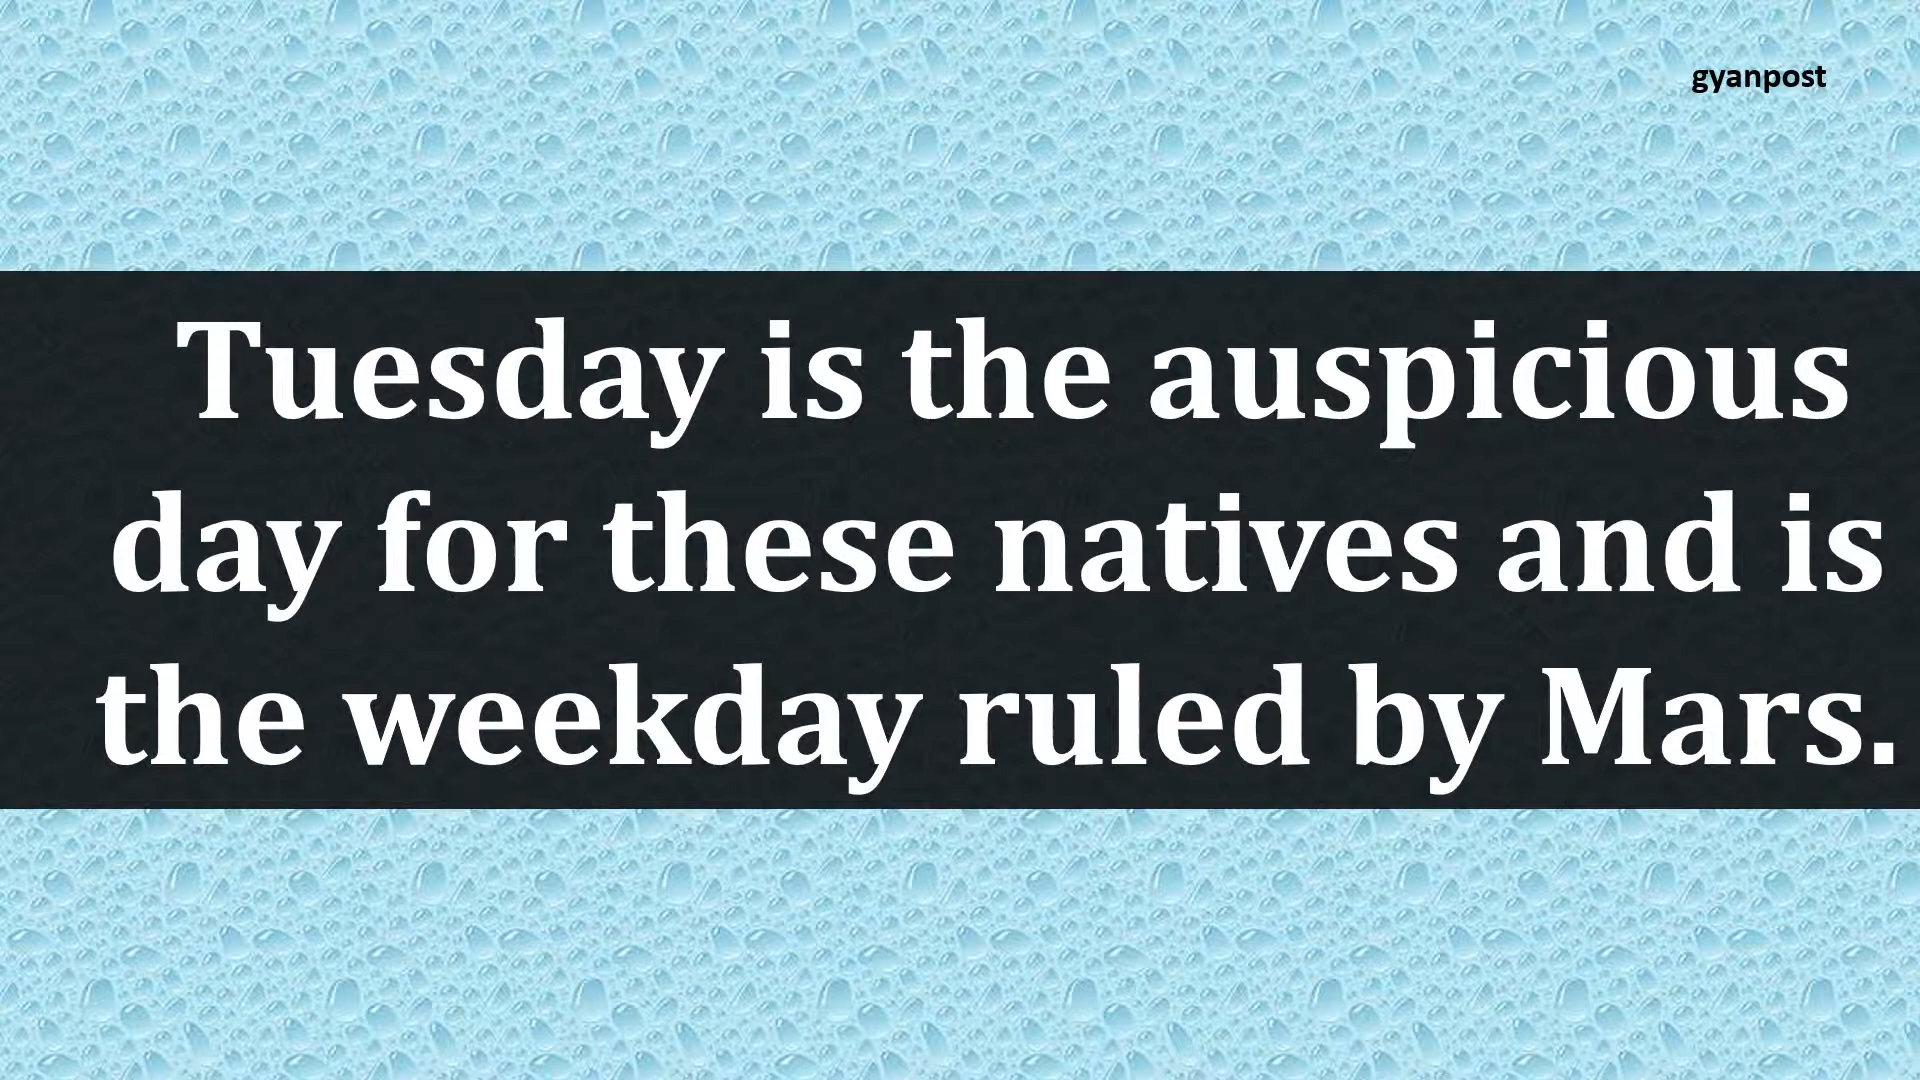 gyanpost
Tuesday is the auspicious
day for these natives and is
the weekday ruled by Mars.